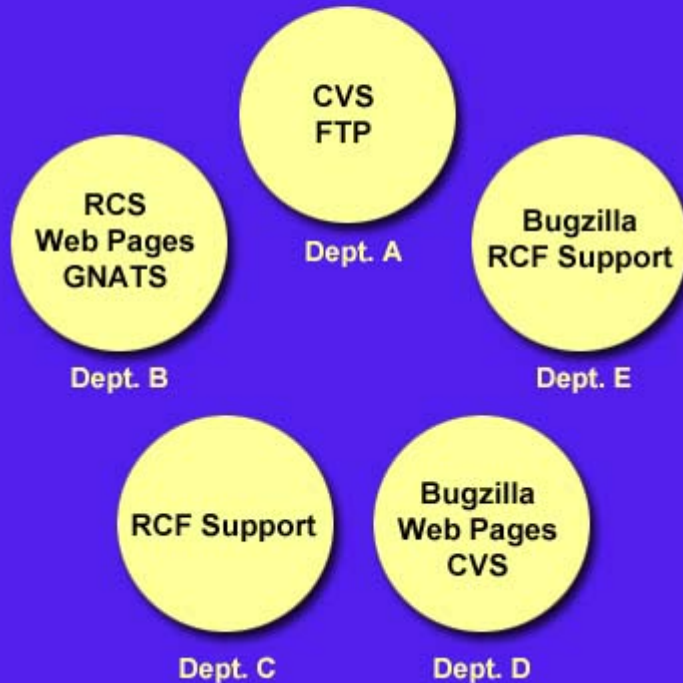 CVS
FTP
Dept. A
RCS
Web Pages
GNATS
Dept. B
Bugzilla
RCF Support
Dept. E
RCF Support
Dept. C
Bugzilla
Web Pages
CVS
Dept. D